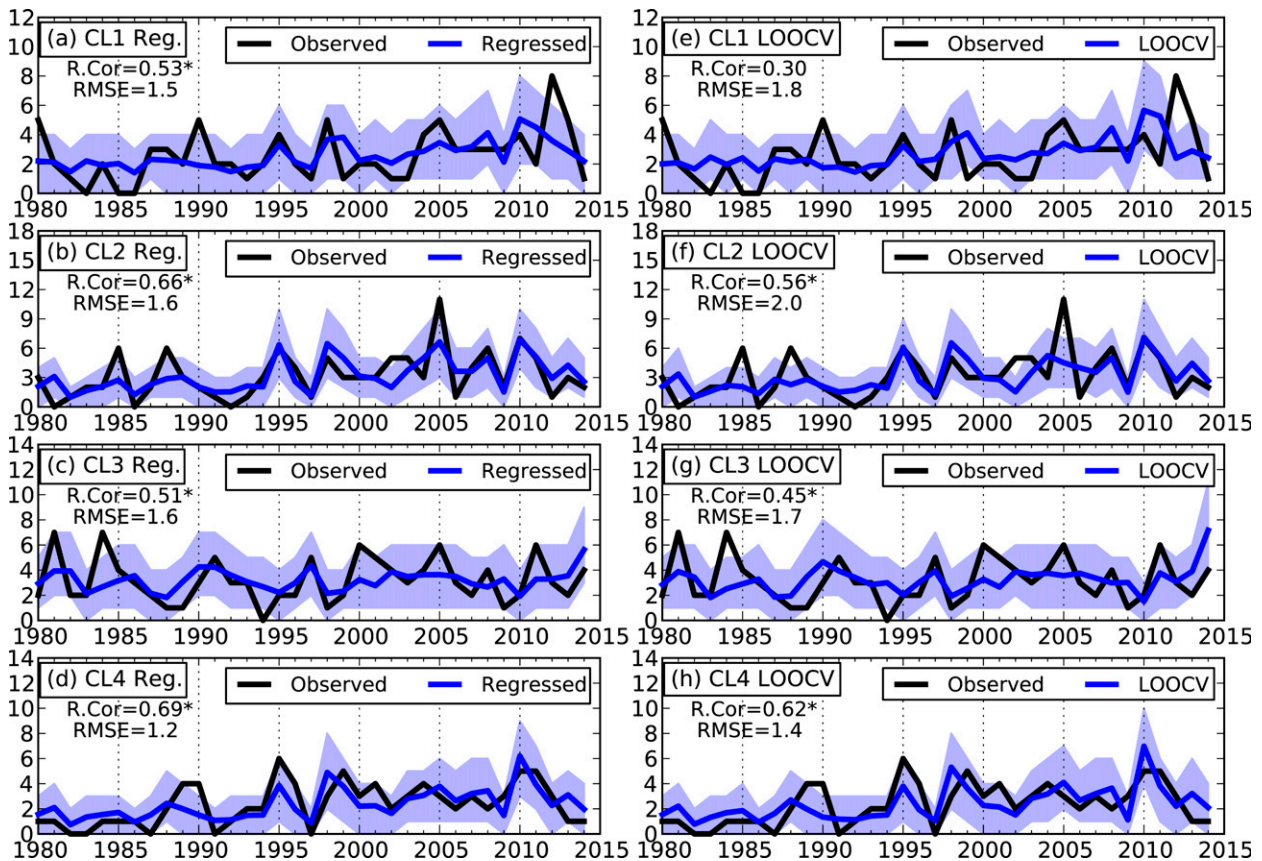 (a) CL1 Reg.
Observed Regressed
R.Cor=0.53*
RMSE=1.5
12
10
8
6
4
2
0
1980 1985 1990 1995 2000 2005 2010 2015
(e) CL1 LOOCV
Observed LOOCV
R.Cor=0.30
RMSE=1.8
12
10
8
6
4
2
0
1980 1985 1990 1995 2000 2005 2010 2015
(b) CL2 Reg.
Observed Regressed
R.Cor=0.66*
RMSE=1.6
18
15
12
9
6
3
0
1980 1985 1990 1995 2000 2005 2010 2015
(f) CL2 LOOCV
Observed LOOCV
R.Cor=0.56*
RMSE=2.0
18
15
12
9
6
3
0
1980 1985 1990 1995 2000 2005 2010 2015
(c) CL3 Reg.
Observed Regressed
R.Cor=0.51*
RMSE=1.6
14
12
10
8
6
4
2
0
1980 1985 1990 1995 2000 2005 2010 2015
(g) CL3 LOOCV
Observed LOOCV
R.Cor=0.45*
RMSE=1.7
14
12
10
8
6
4
2
0
1980 1985 1990 1995 2000 2005 2010 2015
(d) CL4 Reg.
Observed Regressed
R.Cor=0.69*
RMSE=1.2
14
12
10
8
6
4
2
0
1980 1985 1990 1995 2000 2005 2010 2015
(h) CL4 LOOCV
Observed LOOCV
R.Cor=0.62*
RMSE=1.4
14
12
10
8
6
4
2
0
1980 1985 1990 1995 2000 2005 2010 2015